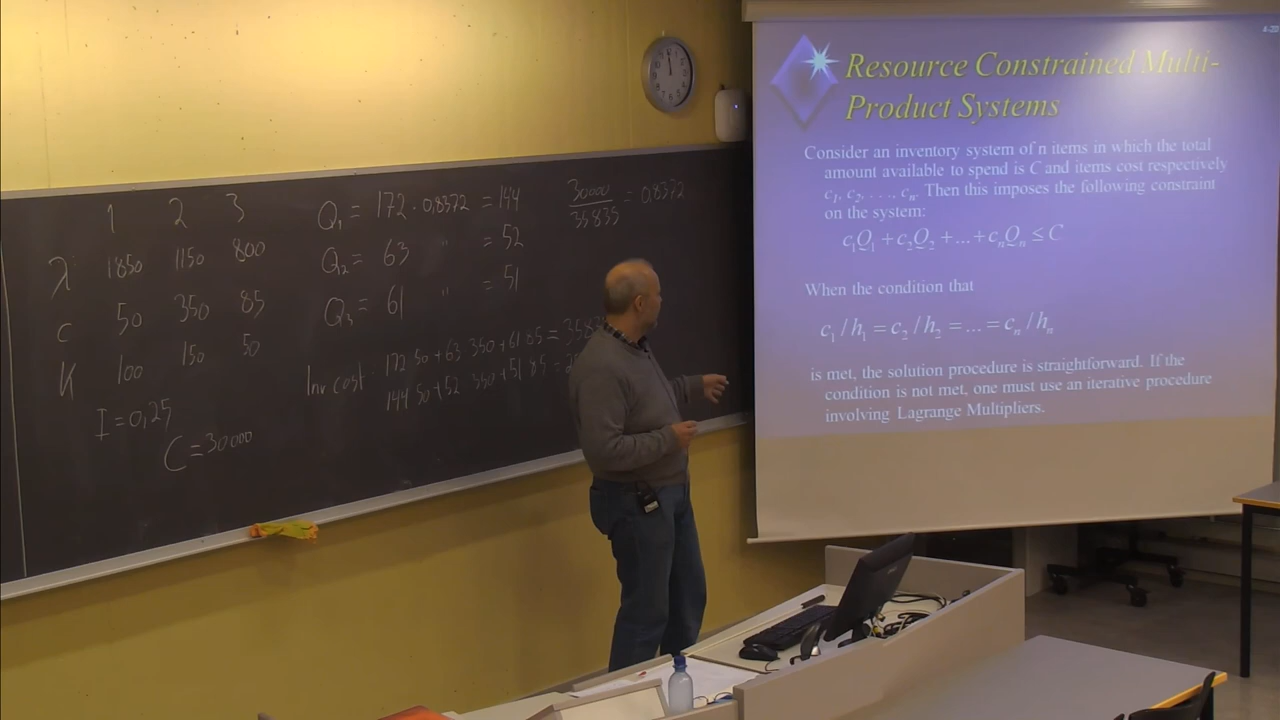 1 2 3
λ 1850 1150 800
c 50 350 85
K 100 150 50
I = 0,25
C = 30000
Q1 = 172 · 0,8372 = 144
Q2 = 63 " = 52
Q3 = 61 " = 51
Inv cost: 172 50 + 63 350 + 61 85 = 3583
144 50 + 52 350 + 51 85 = 2
30000 / 35835 = 0,8372
Resource Constrained Multi-
Product Systems
Consider an inventory system of n items in which the total
amount available to spend is C and items cost respectively
c1, c2, . . ., cn. Then this imposes the following constraint
on the system:
c1Q1 + c2Q2 + ... + cnQn ≤ C
When the condition that
c1 / h1 = c2 / h2 = ... = cn / hn
is met, the solution procedure is straightforward. If the
condition is not met, one must use an iterative procedure
involving Lagrange Multipliers.